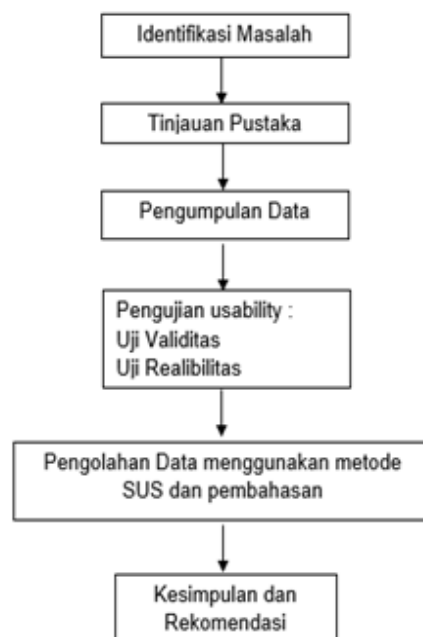 Identifikasi Masalah
Tinjauan Pustaka
Pengumpulan Data
Pengujian usability :
Uji Validitas
Uji Realibilitas
Pengolahan Data menggunakan metode
SUS dan pembahasan
Kesimpulan dan
Rekomendasi